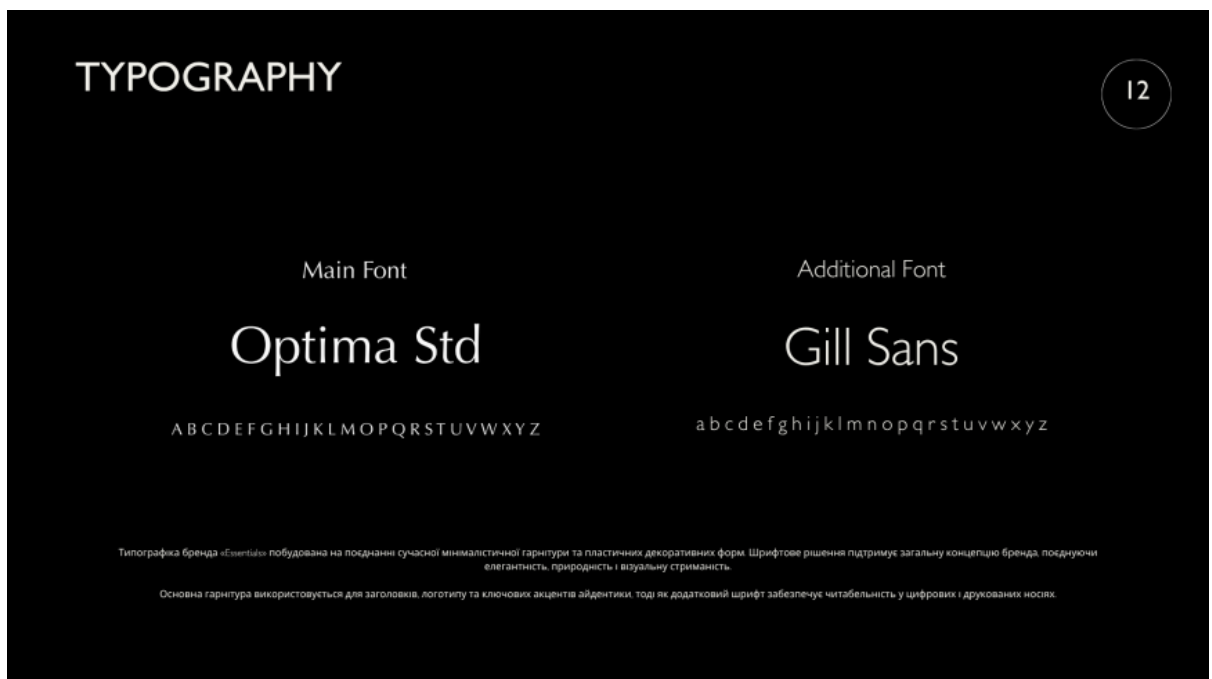 TYPOGRAPHY
12
Main Font
Optima Std
A B C D E F G H I J K L M O P Q R S T U V W X Y Z
Additional Font
Gill Sans
a b c d e f g h i j k l m n o p q r s t u v w x y z
Типографіка бренда «Essentials» побудована на поєднанні сучасної мінімалістичної гарнітури та пластичних декоративних форм. Шрифтове рішення підтримує загальну концепцію бренда, поєднуючи
елегантність, природність і візуальну стриманість.
Основна гарнітура використовується для заголовків, логотипу та ключових акцентів айдентики, тоді як додатковий шрифт забезпечує читабельність у цифрових і друкованих носіях.